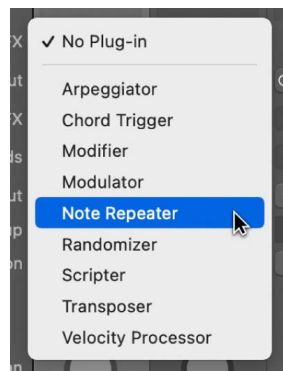 ✓ No Plug-in
Arpeggiator
Chord Trigger
Modifier
Modulator
Note Repeater
Randomizer
Scripter
Transposer
Velocity Processor